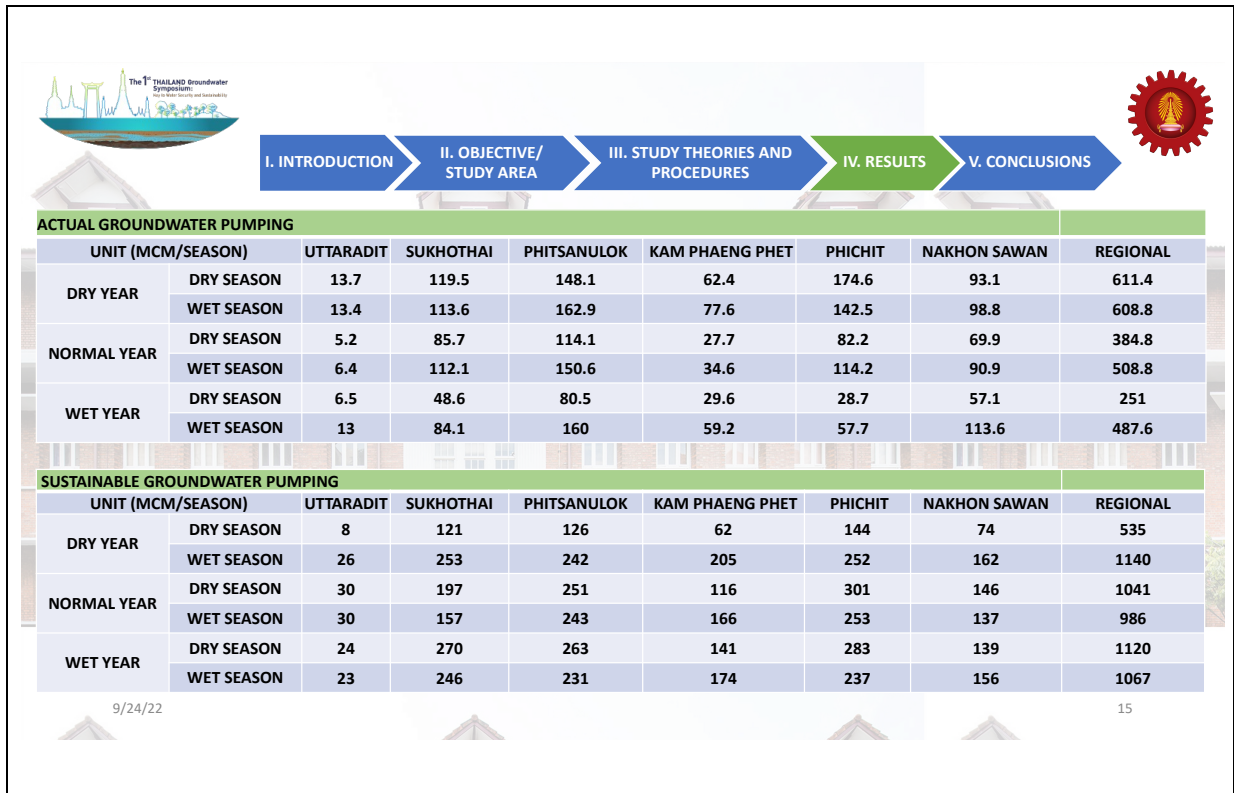 The 1st THAILAND Groundwater
Symposium:
Key to Water Security and Sustainability
I. INTRODUCTION
II. OBJECTIVE/
STUDY AREA
III. STUDY THEORIES AND
PROCEDURES
IV. RESULTS
V. CONCLUSIONS
ACTUAL GROUNDWATER PUMPING
UNIT (MCM/SEASON) UTTARADIT SUKHOTHAI PHITSANULOK KAM PHAENG PHET PHICHIT NAKHON SAWAN REGIONAL
DRY YEAR DRY SEASON 13.7 119.5 148.1 62.4 174.6 93.1 611.4
WET SEASON 13.4 113.6 162.9 77.6 142.5 98.8 608.8
NORMAL YEAR DRY SEASON 5.2 85.7 114.1 27.7 82.2 69.9 384.8
WET SEASON 6.4 112.1 150.6 34.6 114.2 90.9 508.8
WET YEAR DRY SEASON 6.5 48.6 80.5 29.6 28.7 57.1 251
WET SEASON 13 84.1 160 59.2 57.7 113.6 487.6
SUSTAINABLE GROUNDWATER PUMPING
UNIT (MCM/SEASON) UTTARADIT SUKHOTHAI PHITSANULOK KAM PHAENG PHET PHICHIT NAKHON SAWAN REGIONAL
DRY YEAR DRY SEASON 8 121 126 62 144 74 535
WET SEASON 26 253 242 205 252 162 1140
NORMAL YEAR DRY SEASON 30 197 251 116 301 146 1041
WET SEASON 30 157 243 166 253 137 986
WET YEAR DRY SEASON 24 270 263 141 283 139 1120
WET SEASON 23 246 231 174 237 156 1067
9/24/22
15